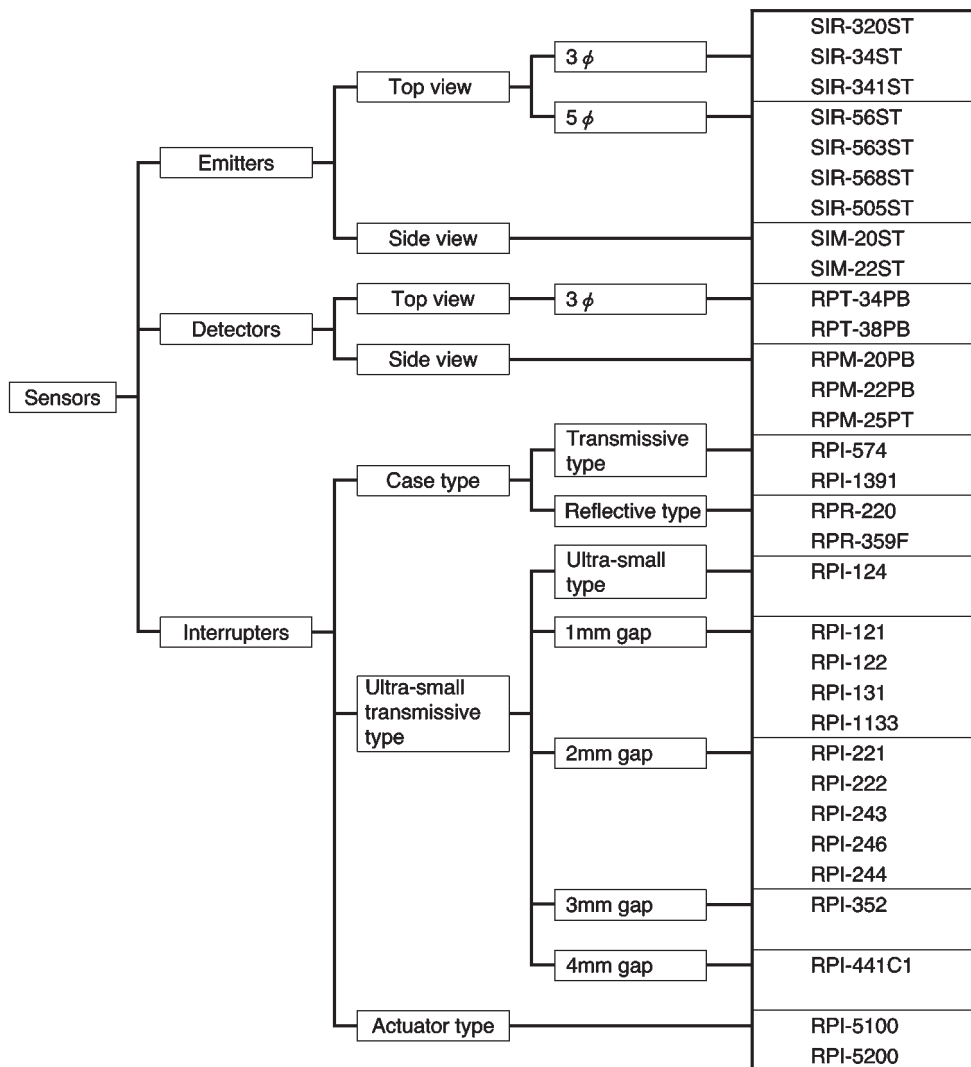 Sensors
Emitters
Top view
3 ϕ
SIR-320ST
SIR-34ST
SIR-341ST
5 ϕ
SIR-56ST
SIR-563ST
SIR-568ST
SIR-505ST
Side view
SIM-20ST
SIM-22ST
Detectors
Top view
3 ϕ
RPT-34PB
RPT-38PB
Side view
RPM-20PB
RPM-22PB
RPM-25PT
Interrupters
Case type
Transmissive
type
RPI-574
RPI-1391
Reflective type
RPR-220
RPR-359F
Ultra-small
transmissive
type
Ultra-small
type
RPI-124
1mm gap
RPI-121
RPI-122
RPI-131
RPI-1133
2mm gap
RPI-221
RPI-222
RPI-243
RPI-246
RPI-244
3mm gap
RPI-352
4mm gap
RPI-441C1
Actuator type
RPI-5100
RPI-5200